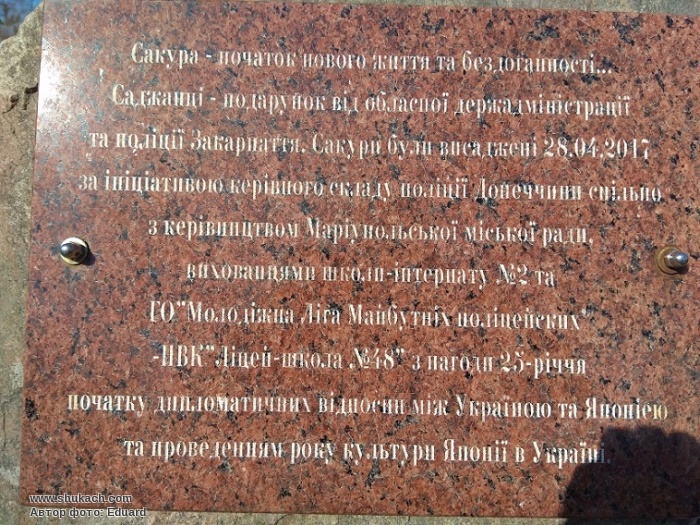 Сакура - початок нового життя та бездоганності...
Саджанці - подарунок від обласної держадміністрації
та поліції Закарпаття. Сакури були висаджені 28.04.2017
за ініціативою керівного складу поліції Донеччини спільно
з керівництвом Маріупольської міської ради,
вихованцями школи-інтернату №2 та
ГО"Молодіжна Ліга Майбутніх поліцейских"
-НВК"Ліцей-школа №48" з нагоди 25-річчя
початку дипломатичних відносин між Україною та Японією
та проведенням року культури Японії в Україні.
www.shukach.com
Автор фото: Eduard